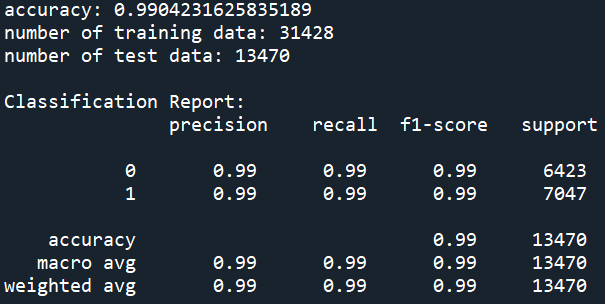 accuracy: 0.9904231625835189
number of training data: 31428
number of test data: 13470
Classification Report:
precision recall f1-score support
0 0.99 0.99 0.99 6423
1 0.99 0.99 0.99 7047
accuracy 0.99 13470
macro avg 0.99 0.99 0.99 13470
weighted avg 0.99 0.99 0.99 13470